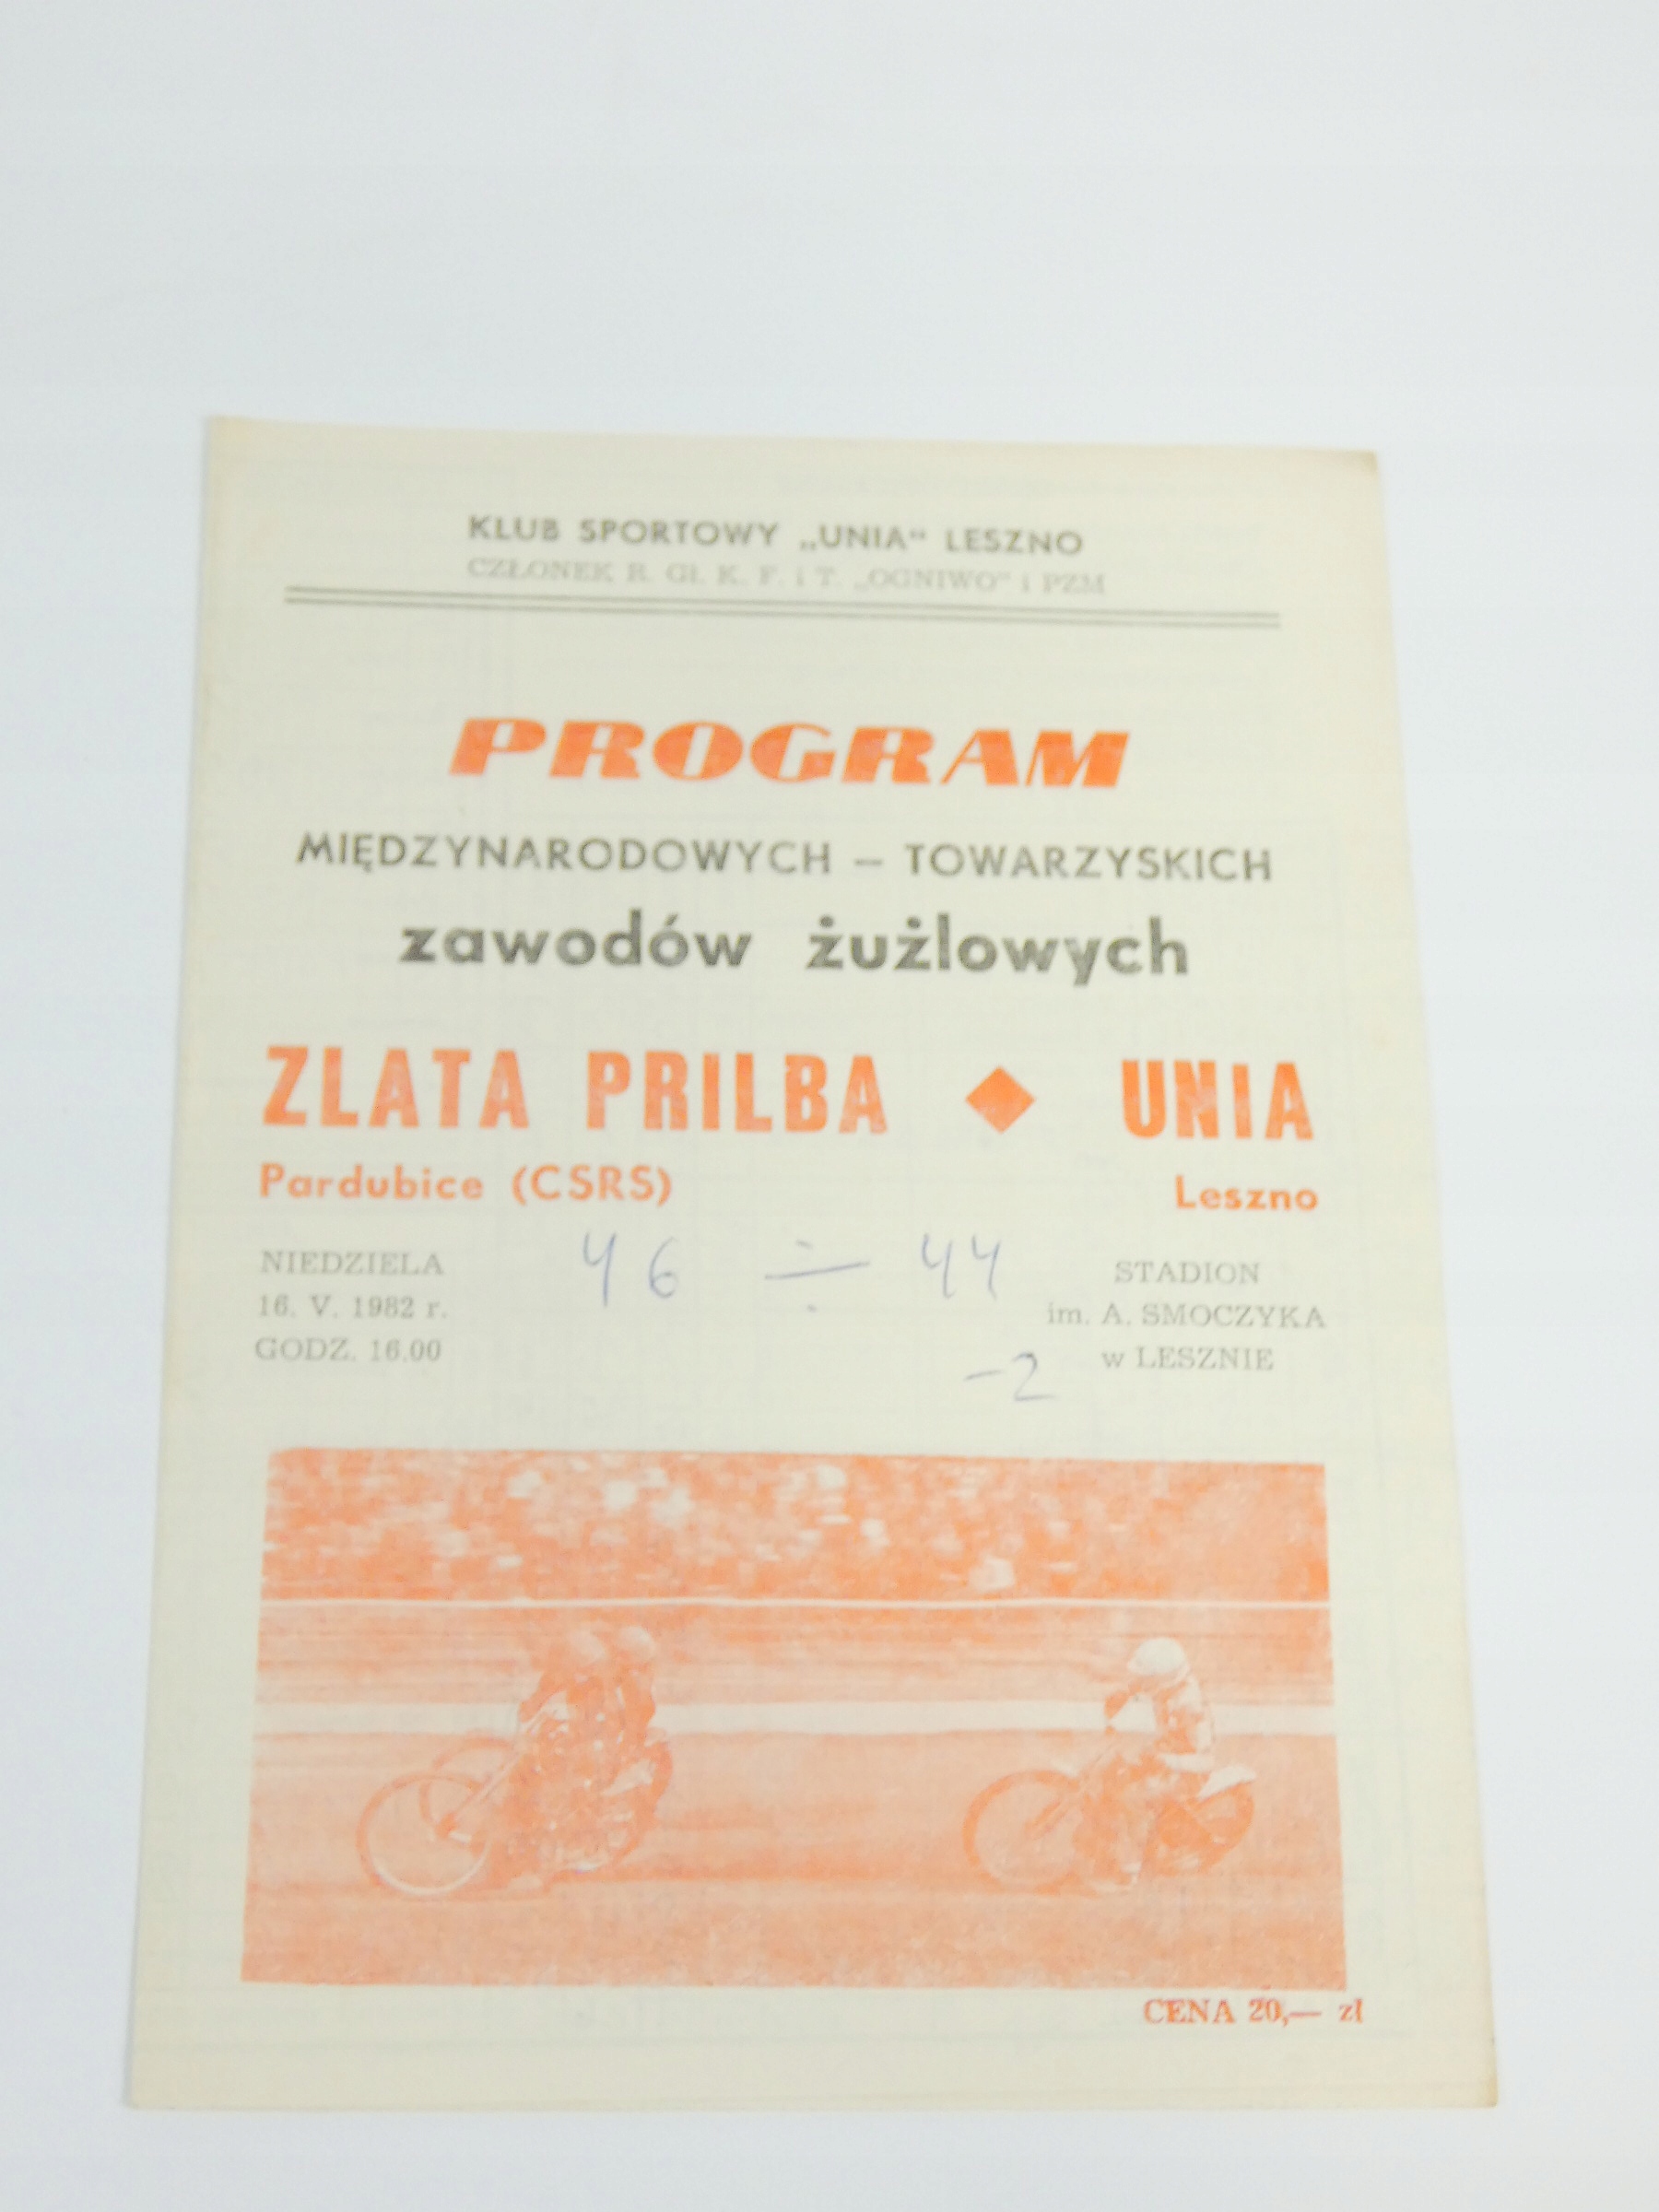 KLUB SPORTOWY „UNIA“ LESZNO
CZŁONEK R. Gł. K. F. i T. „OGNIWO“ i PZM
PROGRAM
MIĘDZYNARODOWYCH – TOWARZYSKICH
zawodów żużlowych
ZLATA PRILBA ◆ UNIA
Pardubice (CSRS) Leszno
46 ÷ 44
NIEDZIELA
16. V. 1982 r.
GODZ. 16.00
STADION
im. A. SMOCZYKA
w LESZNIE
-2
CENA 20,— zł